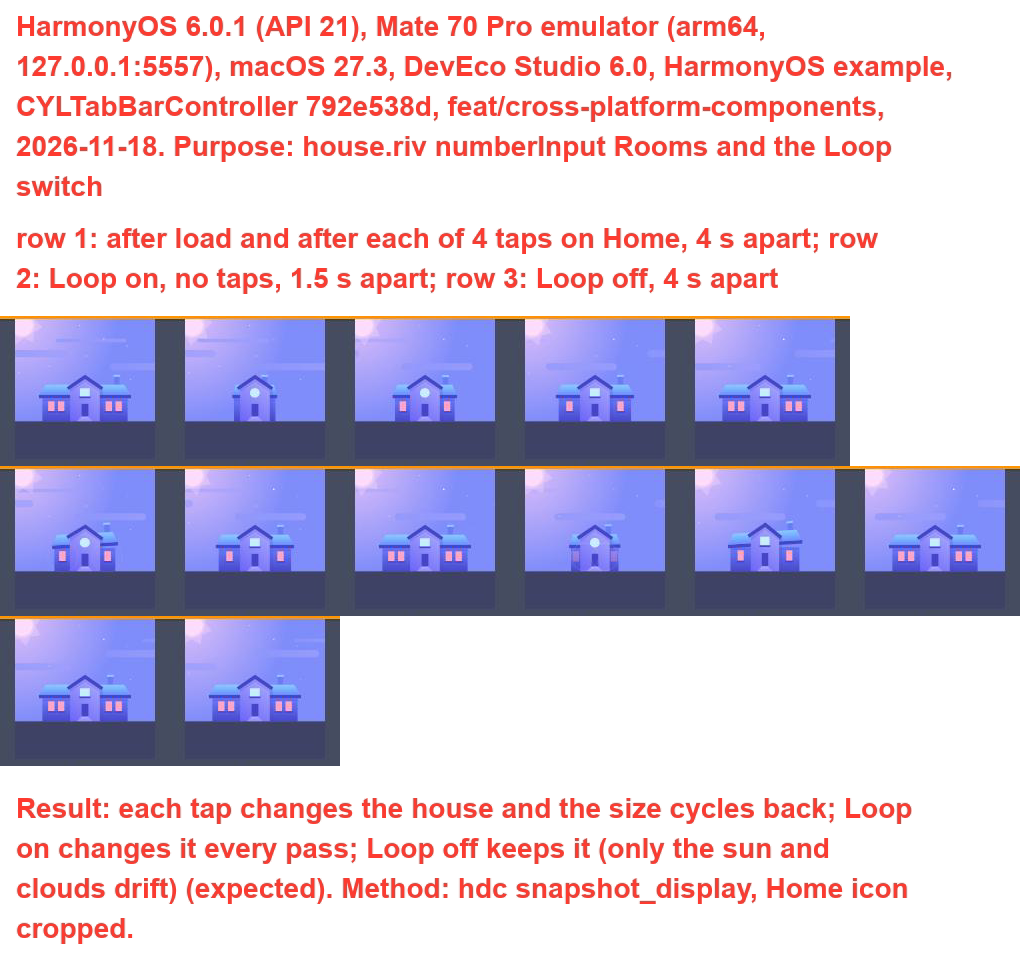 HarmonyOS 6.0.1 (API 21), Mate 70 Pro emulator (arm64,
127.0.0.1:5557), macOS 27.3, DevEco Studio 6.0, HarmonyOS example,
CYLTabBarController 792e538d, feat/cross-platform-components,
2026-11-18. Purpose: house.riv numberInput Rooms and the Loop
switch
row 1: after load and after each of 4 taps on Home, 4 s apart; row
2: Loop on, no taps, 1.5 s apart; row 3: Loop off, 4 s apart
Result: each tap changes the house and the size cycles back; Loop
on changes it every pass; Loop off keeps it (only the sun and
clouds drift) (expected). Method: hdc snapshot_display, Home icon
cropped.